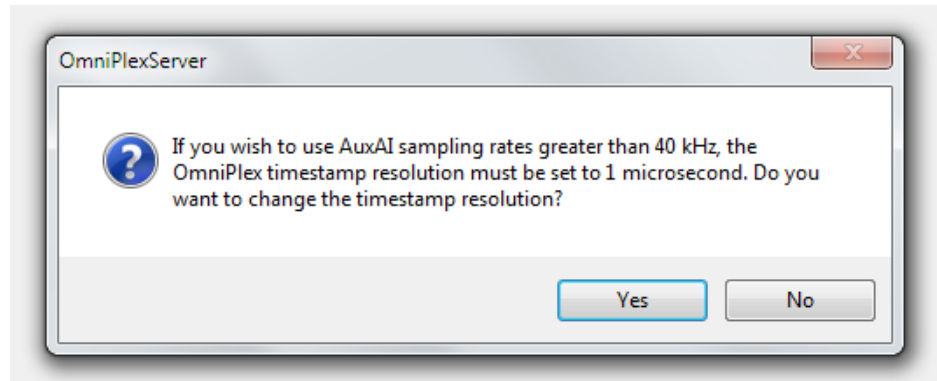 OmniPlexServer
If you wish to use AuxAI sampling rates greater than 40 kHz, the
OmniPlex timestamp resolution must be set to 1 microsecond. Do you
want to change the timestamp resolution?
Yes
No